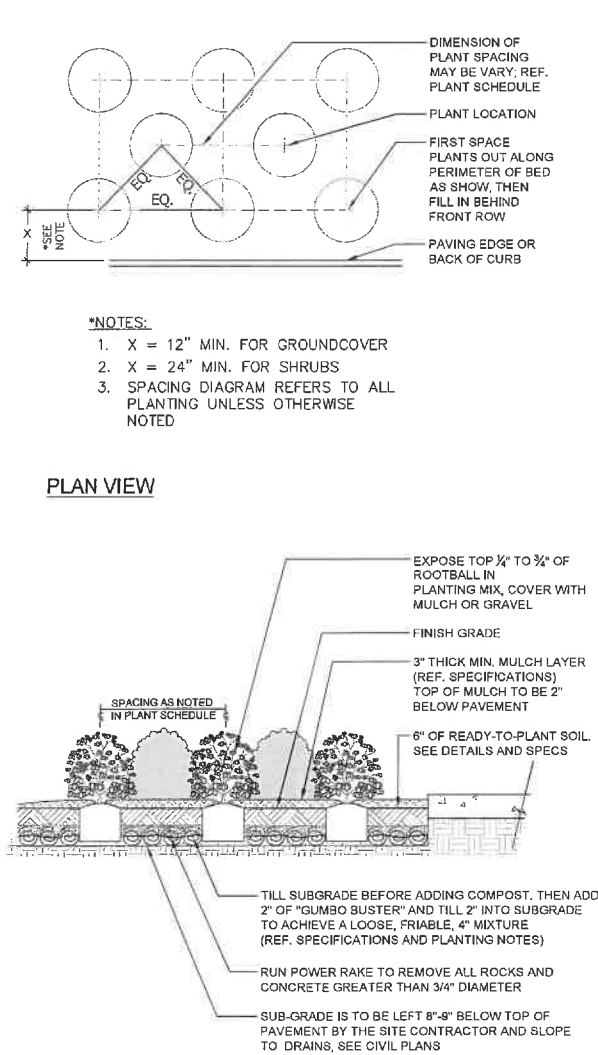 DIMENSION OF
PLANT SPACING
MAY BE VARY; REF.
PLANT SCHEDULE
PLANT LOCATION
FIRST SPACE
PLANTS OUT ALONG
PERIMETER OF BED
AS SHOW, THEN
FILL IN BEHIND
FRONT ROW
PAVING EDGE OR
BACK OF CURB
EQ.
EQ.
EQ.
X
*SEE
NOTE
*NOTES:
1. X = 12" MIN. FOR GROUNDCOVER
2. X = 24" MIN. FOR SHRUBS
3. SPACING DIAGRAM REFERS TO ALL
PLANTING UNLESS OTHERWISE
NOTED
PLAN VIEW
EXPOSE TOP ¼" TO ¾" OF
ROOTBALL IN
PLANTING MIX, COVER WITH
MULCH OR GRAVEL
FINISH GRADE
3" THICK MIN. MULCH LAYER
(REF. SPECIFICATIONS)
TOP OF MULCH TO BE 2"
BELOW PAVEMENT
SPACING AS NOTED
IN PLANT SCHEDULE
6" OF READY-TO-PLANT SOIL.
SEE DETAILS AND SPECS
TILL SUBGRADE BEFORE ADDING COMPOST. THEN ADD
2" OF "GUMBO BUSTER" AND TILL 2" INTO SUBGRADE
TO ACHIEVE A LOOSE, FRIABLE, 4" MIXTURE
(REF. SPECIFICATIONS AND PLANTING NOTES)
RUN POWER RAKE TO REMOVE ALL ROCKS AND
CONCRETE GREATER THAN 3/4" DIAMETER
SUB-GRADE IS TO BE LEFT 8"-9" BELOW TOP OF
PAVEMENT BY THE SITE CONTRACTOR AND SLOPE
TO DRAINS, SEE CIVIL PLANS